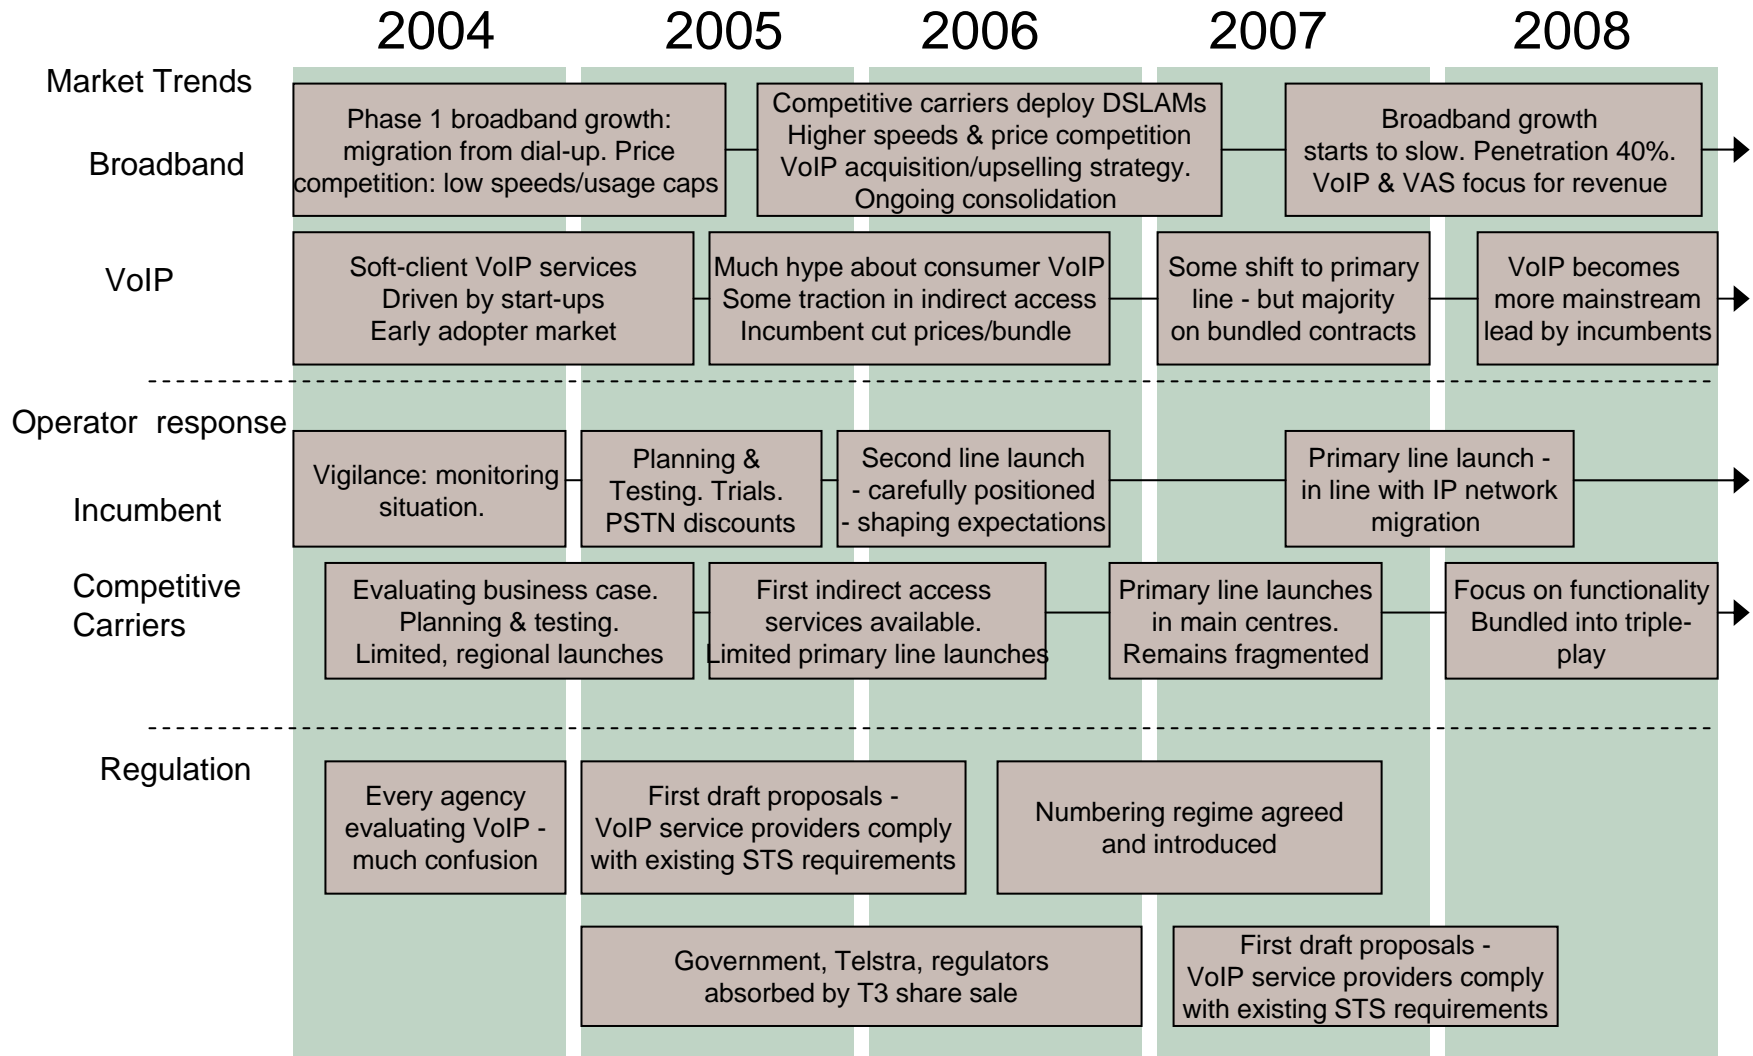 2004 2005 2006 2007 2008
Market Trends
Broadband
Phase 1 broadband growth:
migration from dial-up. Price
competition: low speeds/usage caps
Competitive carriers deploy DSLAMs
Higher speeds & price competition
VoIP acquisition/upselling strategy.
Ongoing consolidation
Broadband growth
starts to slow. Penetration 40%.
VoIP & VAS focus for revenue
VoIP
Soft-client VoIP services
Driven by start-ups
Early adopter market
Much hype about consumer VoIP
Some traction in indirect access
Incumbent cut prices/bundle
Some shift to primary
line - but majority
on bundled contracts
VoIP becomes
more mainstream
lead by incumbents
Operator response
Incumbent
Vigilance: monitoring
situation.
Planning &
Testing. Trials.
PSTN discounts
Second line launch
- carefully positioned
- shaping expectations
Primary line launch -
in line with IP network
migration
Competitive
Carriers
Evaluating business case.
Planning & testing.
Limited, regional launches
First indirect access
services available.
Limited primary line launches
Primary line launches
in main centres.
Remains fragmented
Focus on functionality
Bundled into triple-
play
Regulation
Every agency
evaluating VoIP -
much confusion
First draft proposals -
VoIP service providers comply
with existing STS requirements
Numbering regime agreed
and introduced
Government, Telstra, regulators
absorbed by T3 share sale
First draft proposals -
VoIP service providers comply
with existing STS requirements